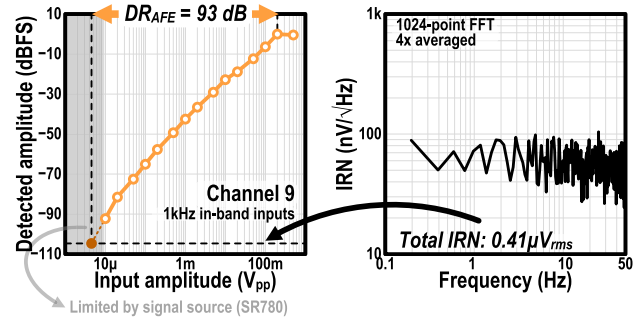 DR_AFE = 93 dB
Detected amplitude (dBFS)
10
-10
-30
-50
-70
-90
-110
Channel 9
1kHz in-band inputs
10µ
1m
100m
Input amplitude (Vpp)
Limited by signal source (SR780)
IRN (nV/√Hz)
1k
100
10
1024-point FFT
4x averaged
Total IRN: 0.41µVrms
0.1
1
10
50
Frequency (Hz)